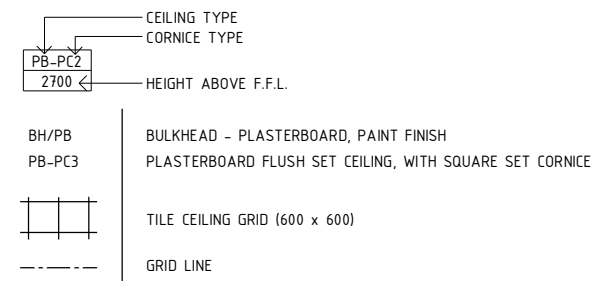 CEILING TYPE
CORNICE TYPE
PB-PC2
2700
HEIGHT ABOVE F.F.L.
BH/PB BULKHEAD - PLASTERBOARD, PAINT FINISH
PB-PC3 PLASTERBOARD FLUSH SET CEILING, WITH SQUARE SET CORNICE
TILE CEILING GRID (600 x 600)
GRID LINE